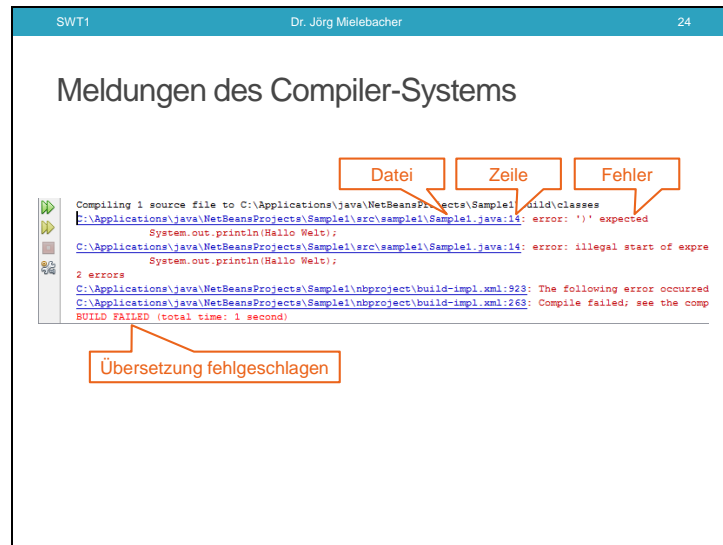 SWT1 Dr. Jörg Mielebacher 24
Meldungen des Compiler-Systems
Datei Zeile Fehler
Compiling 1 source file to C:\Applications\java\NetBeansProjects\Sample1\build\classes
C:\Applications\java\NetBeansProjects\Sample1\src\sample1\Sample1.java:14: error: ')' expected
System.out.println(Hallo Welt);
C:\Applications\java\NetBeansProjects\Sample1\src\sample1\Sample1.java:14: error: illegal start of expre
System.out.println(Hallo Welt);
2 errors
C:\Applications\java\NetBeansProjects\Sample1\nbproject\build-impl.xml:923: The following error occurred
C:\Applications\java\NetBeansProjects\Sample1\nbproject\build-impl.xml:263: Compile failed; see the comp
BUILD FAILED (total time: 1 second)
Übersetzung fehlgeschlagen